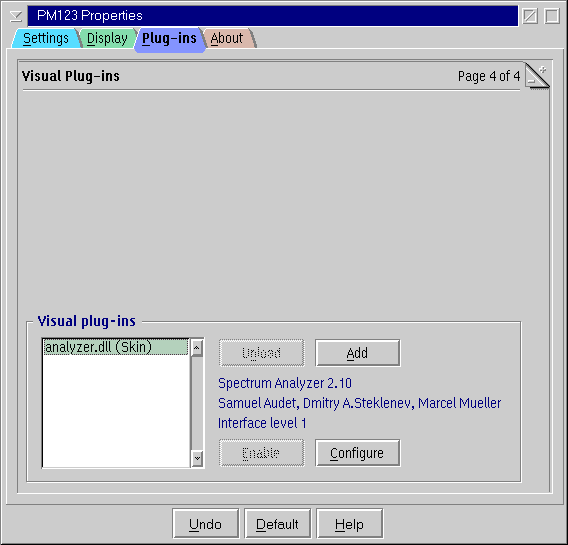 PM123 Properties
Settings Display Plug-ins About
Visual Plug-ins Page 4 of 4
Visual plug-ins
analyzer.dll (Skin)
Unload Add
Spectrum Analyzer 2.10
Samuel Audet, Dmitry A.Steklenev, Marcel Mueller
Interface level 1
Enable Configure
Undo Default Help